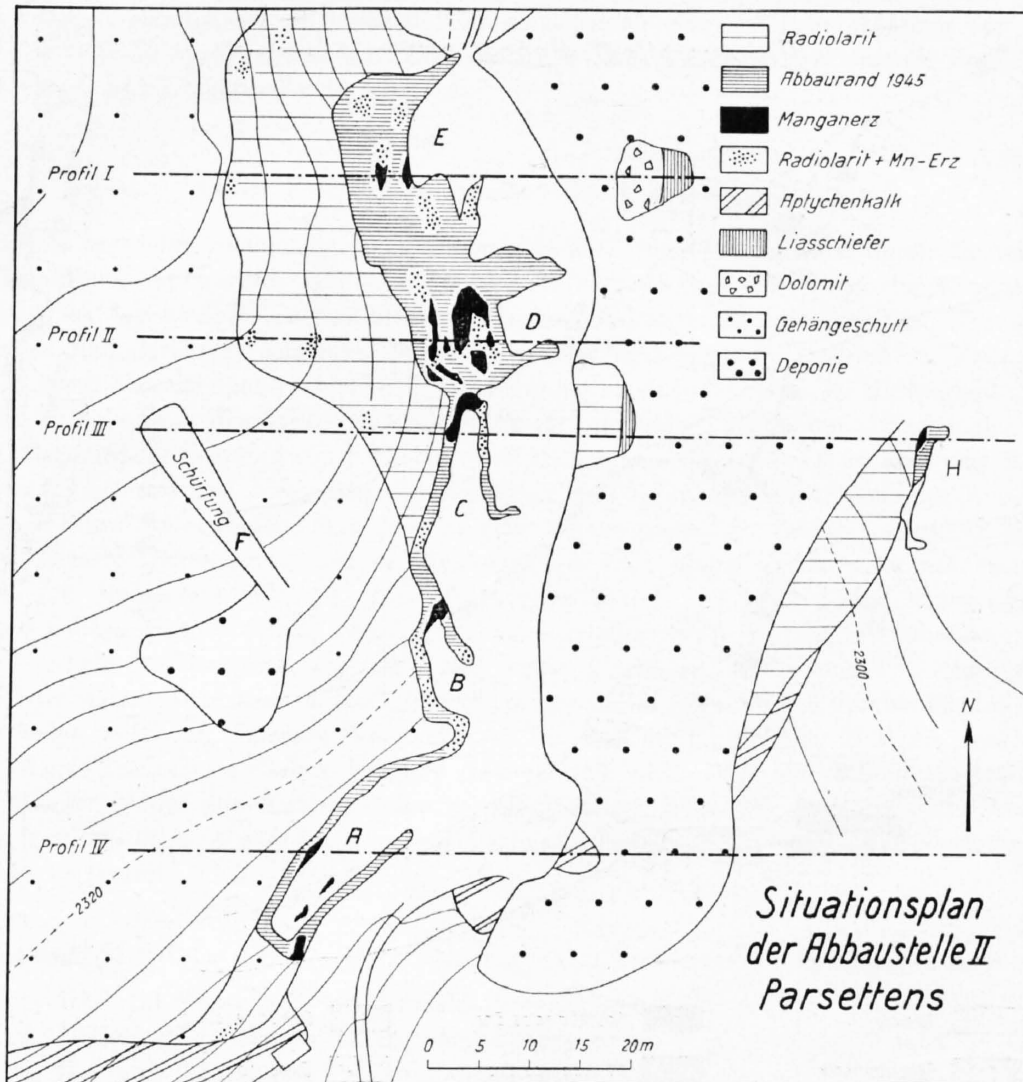 Radiolarit
Abbaurand 1945
Manganerz
Radiolarit + Mn-Erz
Aptychenkalk
Liasschiefer
Dolomit
Gehängeschutt
Deponie
E
Profil I
D
Profil II
Profil III
Schürfung F
C
H
B
2300
N
A
Profil IV
2320
Situationsplan
der Abbaustelle II
Parsettens
0 5 10 15 20m